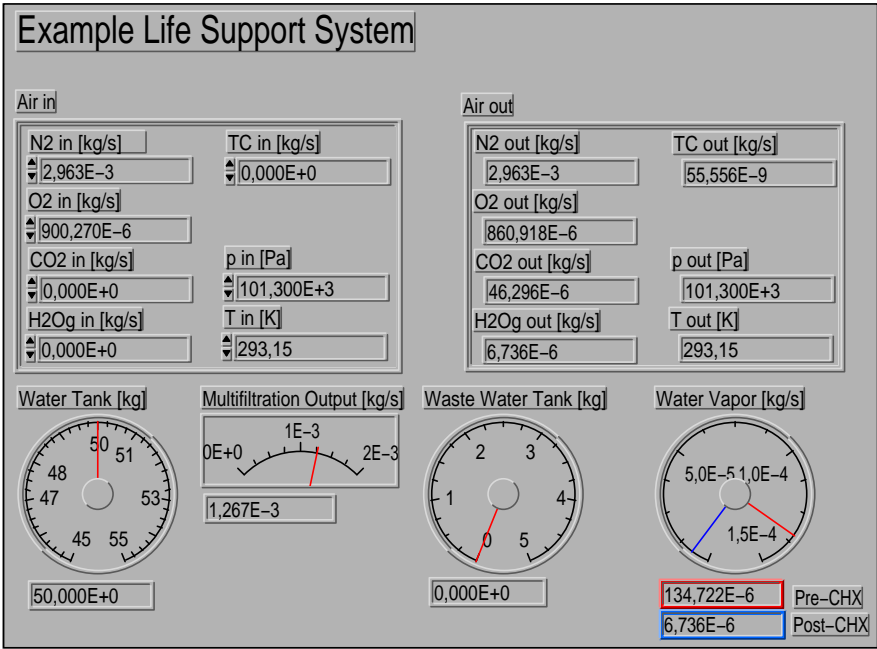 Example Life Support System
Air in
N2 in [kg/s]
2,963E−3
TC in [kg/s]
0,000E+0
O2 in [kg/s]
900,270E−6
CO2 in [kg/s]
0,000E+0
p in [Pa]
101,300E+3
H2Og in [kg/s]
0,000E+0
T in [K]
293,15
Air out
N2 out [kg/s]
2,963E−3
TC out [kg/s]
55,556E−9
O2 out [kg/s]
860,918E−6
CO2 out [kg/s]
46,296E−6
p out [Pa]
101,300E+3
H2Og out [kg/s]
6,736E−6
T out [K]
293,15
Water Tank [kg]
50
51
48
47
53
45
55
50,000E+0
Multifiltration Output [kg/s]
1E−3
0E+0
2E−3
1,267E−3
Waste Water Tank [kg]
2
3
1
4
0
5
0,000E+0
Water Vapor [kg/s]
5,0E−5
1,0E−4
1,5E−4
134,722E−6
Pre−CHX
6,736E−6
Post−CHX